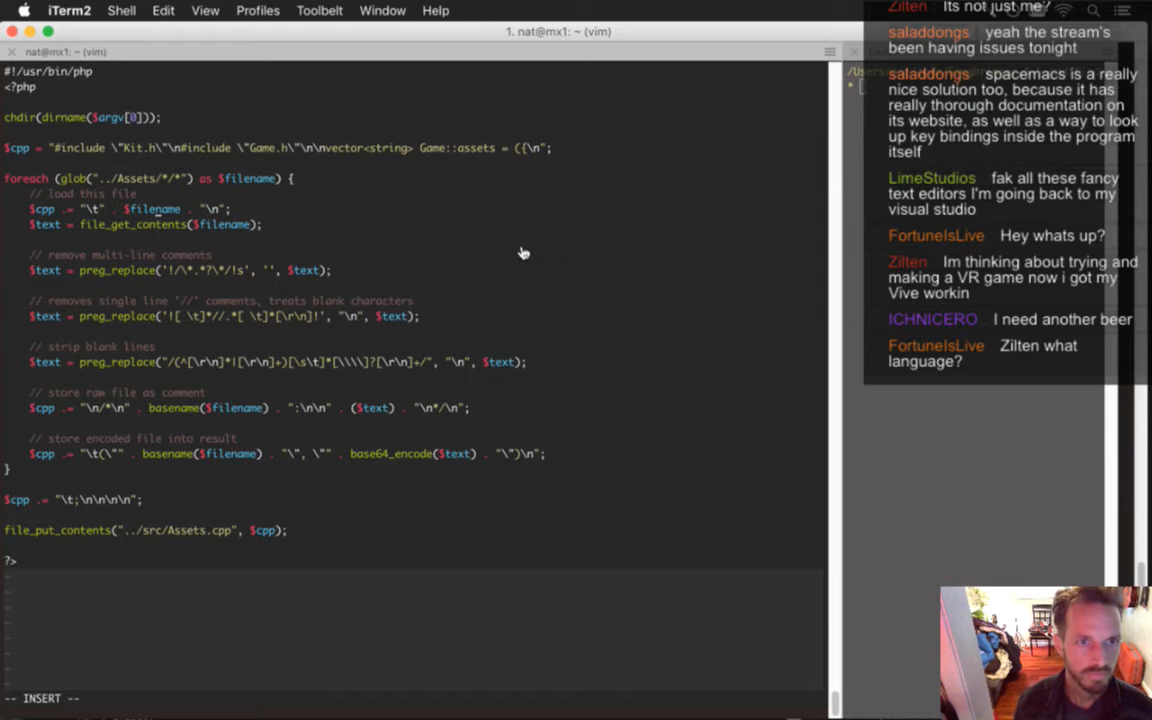 iTerm2 Shell Edit View Profiles Toolbelt Window Help
1. nat@mx1: ~ (vim)
nat@mx1: ~ (vim)
#!/usr/bin/php
<?php
chdir(dirname($argv[0]));
$cpp = "#include \"Kit.h\"\n#include \"Game.h\"\n\nvector<string> Game::assets = ({\n";
foreach (glob("../Assets/*/*") as $filename) {
// load this file
$cpp .= "\t" . $filename . "\n";
$text = file_get_contents($filename);
// remove multi-line comments
$text = preg_replace('!/\*.*?\*/!s', '', $text);
// removes single line '//' comments, treats blank characters
$text = preg_replace('![ \t]*//.*[ \t]*[\r\n]!', "\n", $text);
// strip blank lines
$text = preg_replace("/(^[\r\n]*|[\r\n]+)[\s\t]*[\\\\]?[\r\n]+/", "\n", $text);
// store raw file as comment
$cpp .= "\n/*\n" . basename($filename) . ":\n\n" . ($text) . "\n*/\n";
// store encoded file into result
$cpp .= "\t(\"" . basename($filename) . "\", \"" . base64_encode($text) . "\")\n";
}
$cpp .= "\t;\n\n\n\n";
file_put_contents("../src/Assets.cpp", $cpp);
?>
-- INSERT --
Zilten Its not just me?
saladdongs yeah the stream's
been having issues tonight
saladdongs spacemacs is a really
nice solution too, because it has
really thorough documentation on
its website, as well as a way to look
up key bindings inside the program
itself
LimeStudios fak all these fancy
text editors I'm going back to my
visual studio
FortuneIsLive Hey whats up?
Zilten Im thinking about trying and
making a VR game now i got my
Vive workin
ICHNICERO I need another beer
FortuneIsLive Zilten what
language?